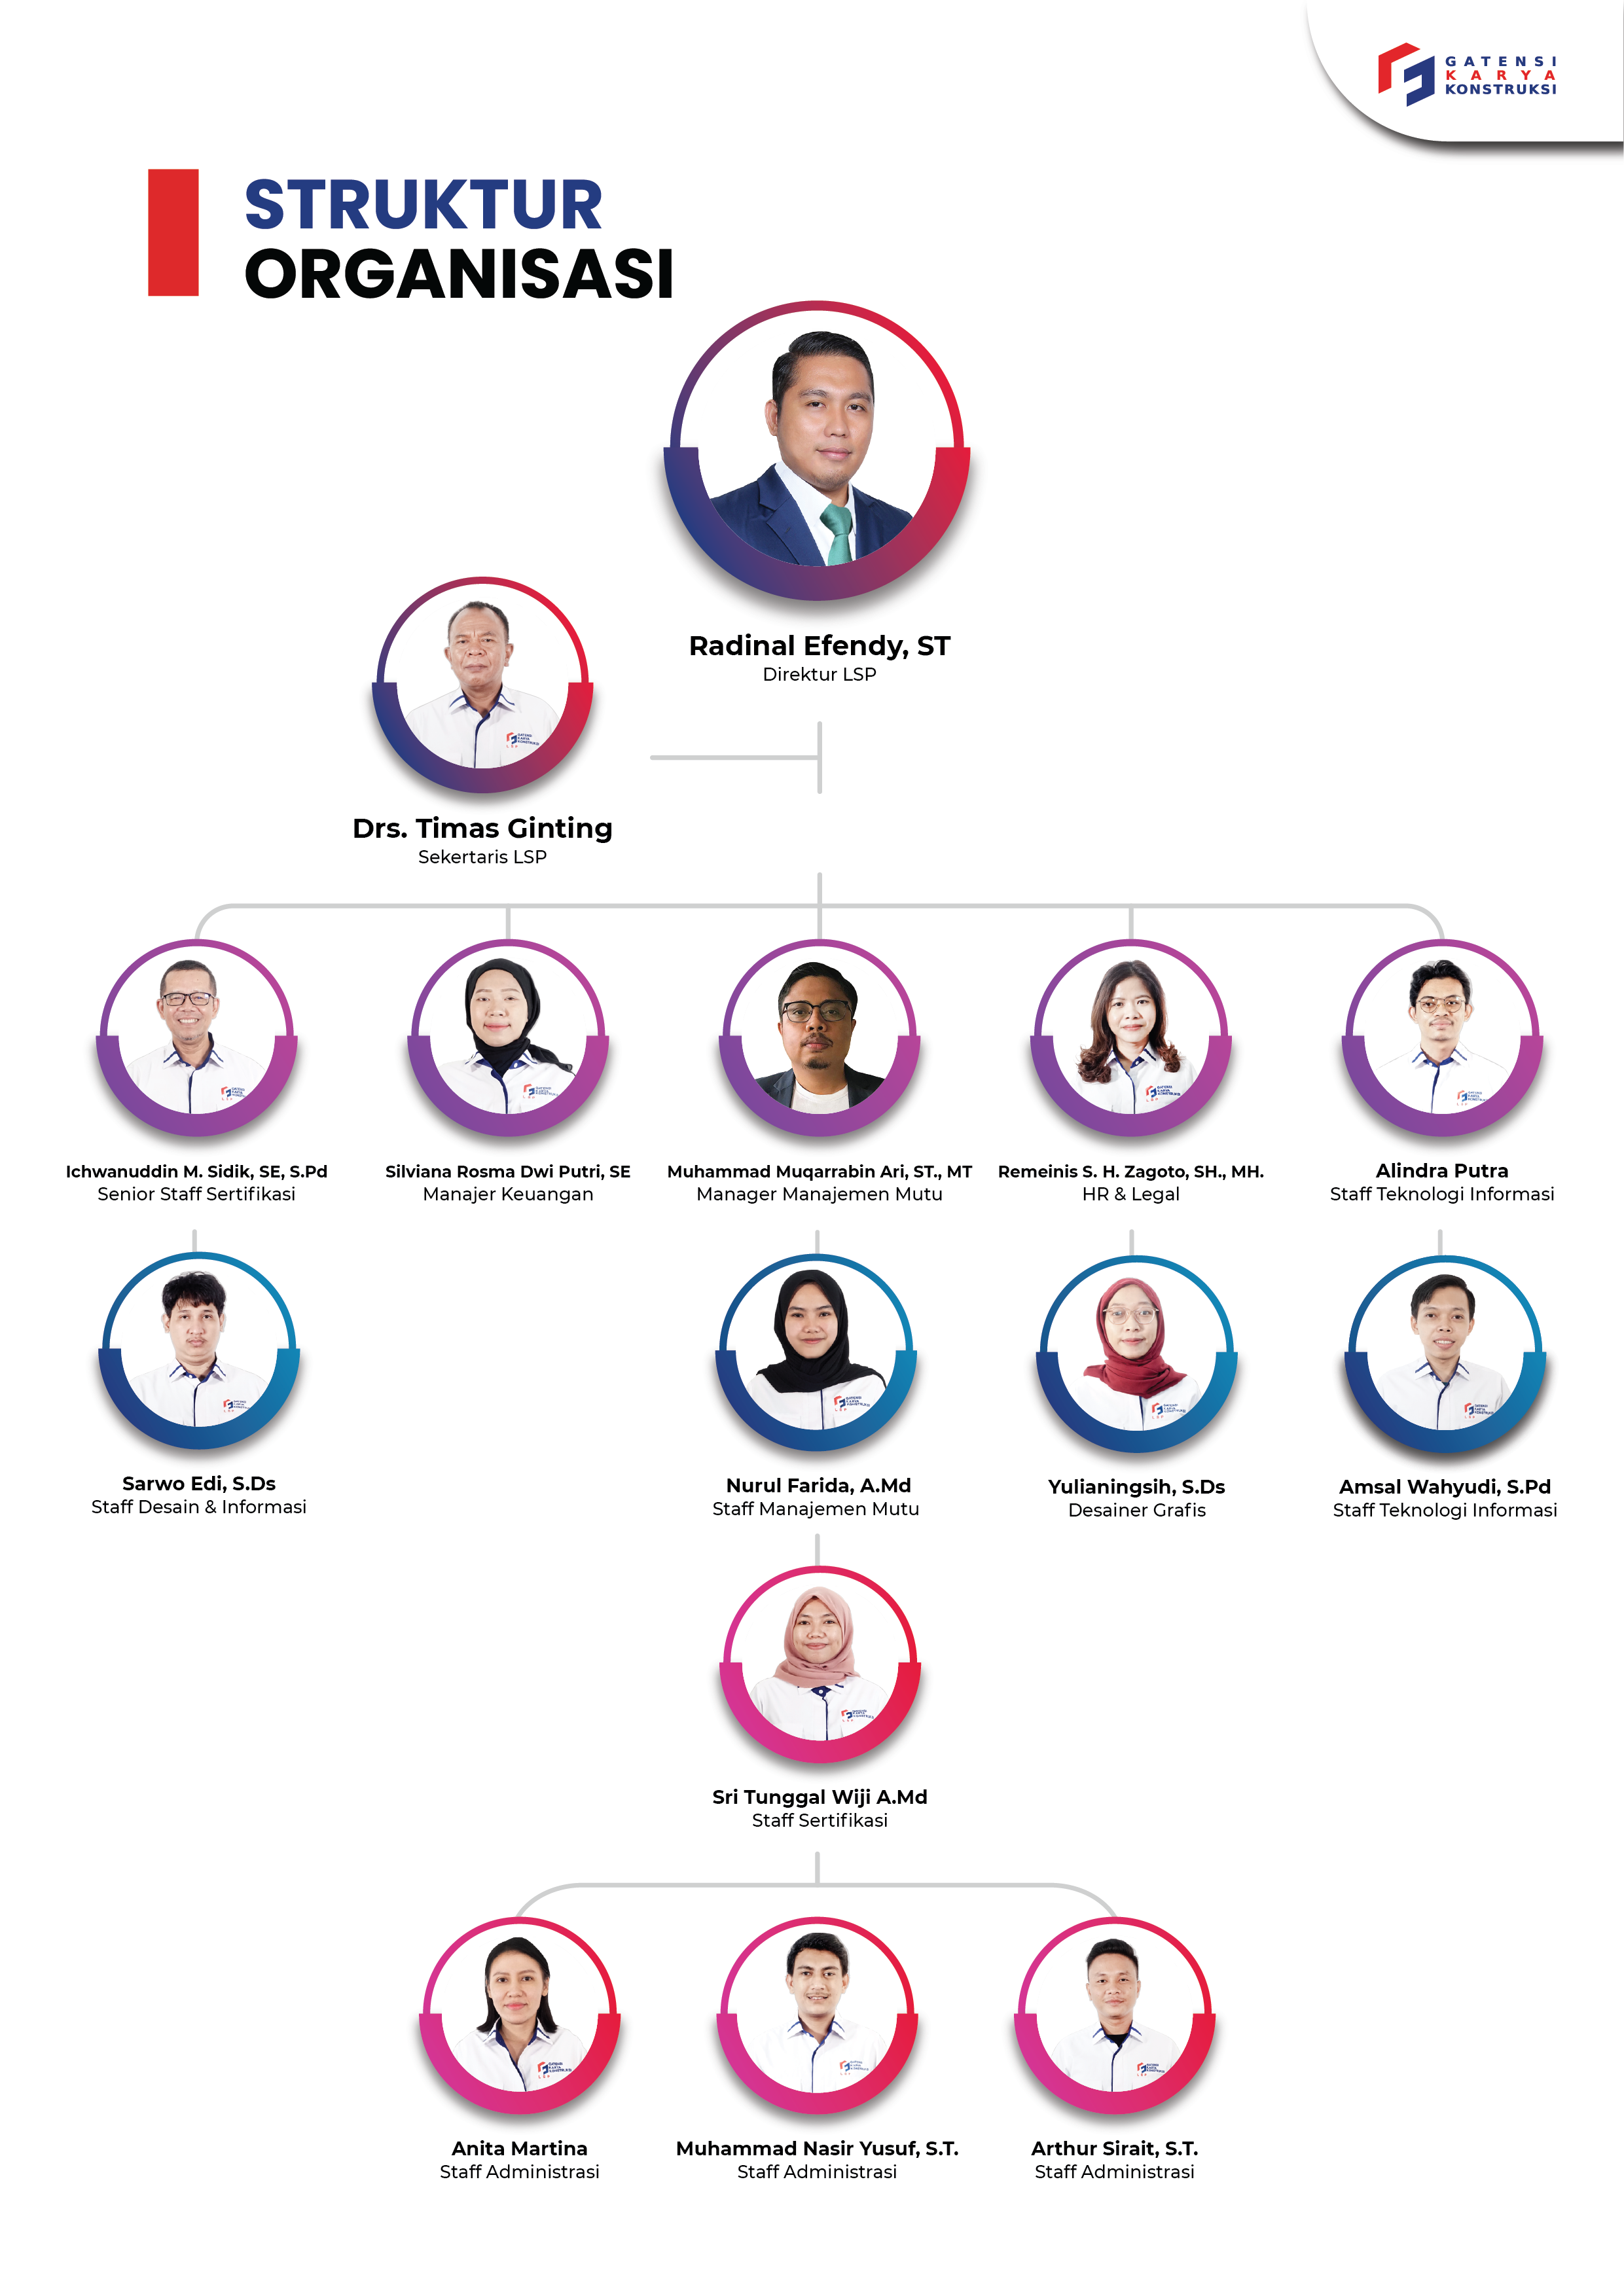 GATENSI
KARYA
KONSTRUKSI
STRUKTUR
ORGANISASI
Radinal Efendy, ST
Direktur LSP
Drs. Timas Ginting
Sekertaris LSP
Ichwanuddin M. Sidik, SE, S.Pd
Senior Staff Sertifikasi
Silviana Rosma Dwi Putri, SE
Manajer Keuangan
Muhammad Muqarrabin Ari, ST., MT
Manager Manajemen Mutu
Remeinis S. H. Zagoto, SH., MH.
HR & Legal
Alindra Putra
Staff Teknologi Informasi
Sarwo Edi, S.Ds
Staff Desain & Informasi
Nurul Farida, A.Md
Staff Manajemen Mutu
Yulianingsih, S.Ds
Desainer Grafis
Amsal Wahyudi, S.Pd
Staff Teknologi Informasi
Sri Tunggal Wiji A.Md
Staff Sertifikasi
Anita Martina
Staff Administrasi
Muhammad Nasir Yusuf, S.T.
Staff Administrasi
Arthur Sirait, S.T.
Staff Administrasi